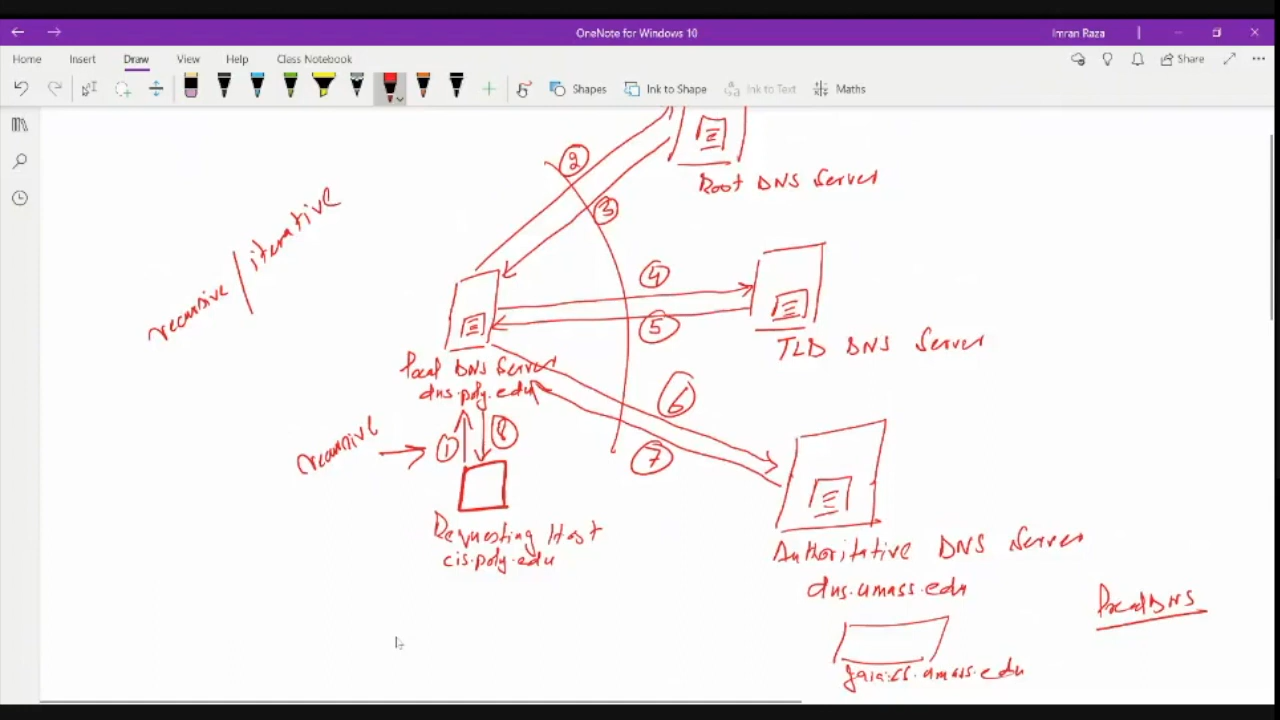 OneNote for Windows 10
Imran Raza
Home Insert Draw View Help Class Notebook
Share
Shapes Ink to Shape Ink to Text Maths
2
Root DNS Server
3
recursive/iterative
4
5
TLD DNS Server
local DNS Server
dns.poly.edu
6
recursive
1
8
7
Requesting Host
cis.poly.edu
Authoritative DNS Server
dns.umass.edu
Local DNS
gaia.cs.umass.edu